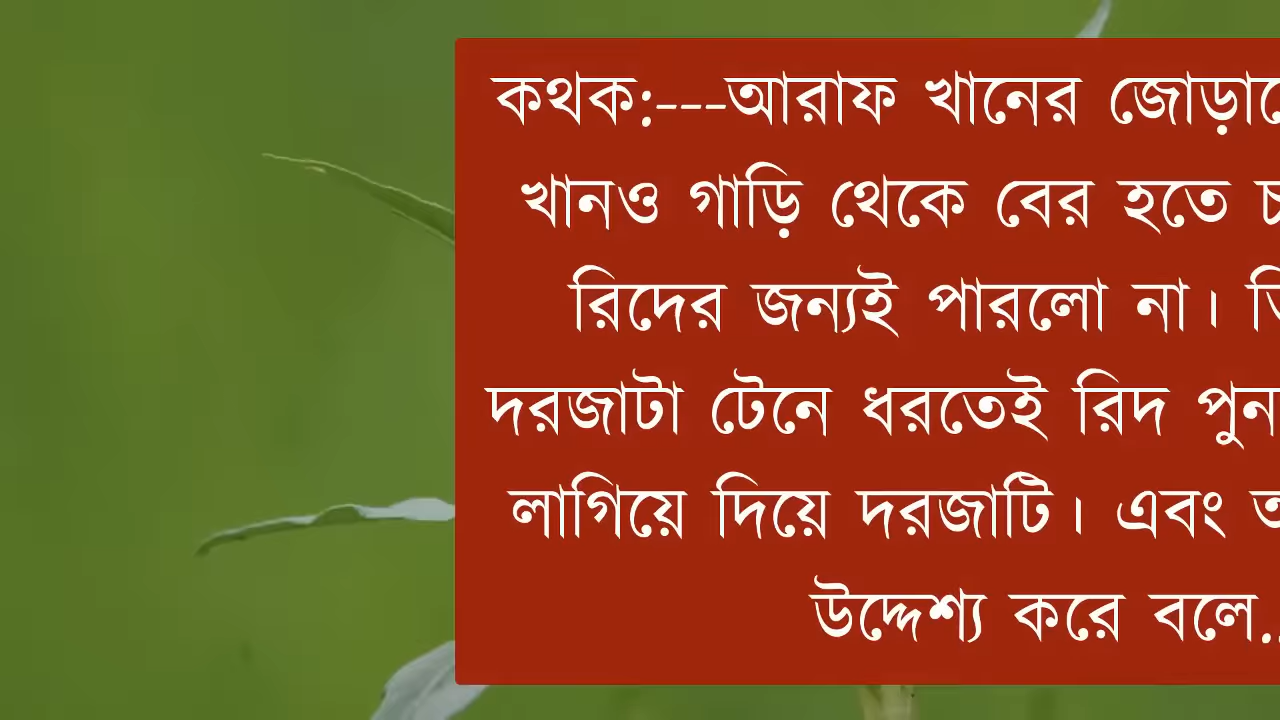 কথক:---আরাফ খানের
খানও গাড়ি থেকে বের হতে
রিদের জন্যই পারলো না।
দরজাটা টেনে ধরতেই রিদ
লাগিয়ে দিয়ে দরজাটি। এবং
উদ্দেশ্য করে বলে..